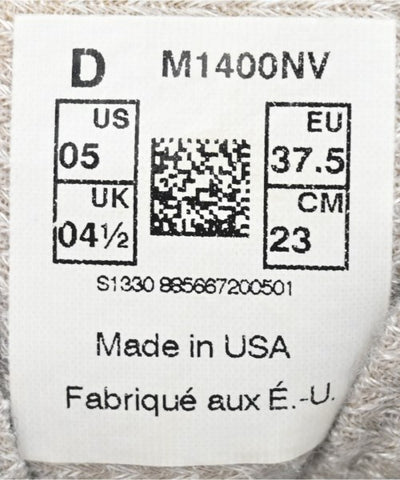 D M1400NV
US EU
05 37.5
UK CM
04½ 23
S1330 885667200501
Made in USA
Fabriqué aux É.-U.